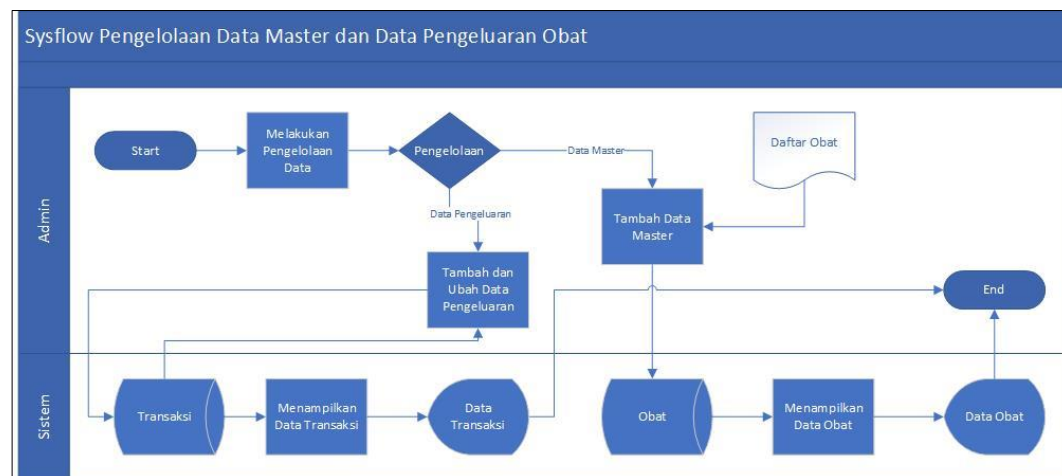 Sysflow Pengelolaan Data Master dan Data Pengeluaran Obat
Admin
Start
Melakukan
Pengelolaan
Data
Pengelolaan
Data Master
Daftar Obat
Data Pengeluaran
Tambah Data
Master
Tambah dan
Ubah Data
Pengeluaran
End
Sistem
Transaksi
Menampilkan
Data Transaksi
Data
Transaksi
Obat
Menampilkan
Data Obat
Data Obat